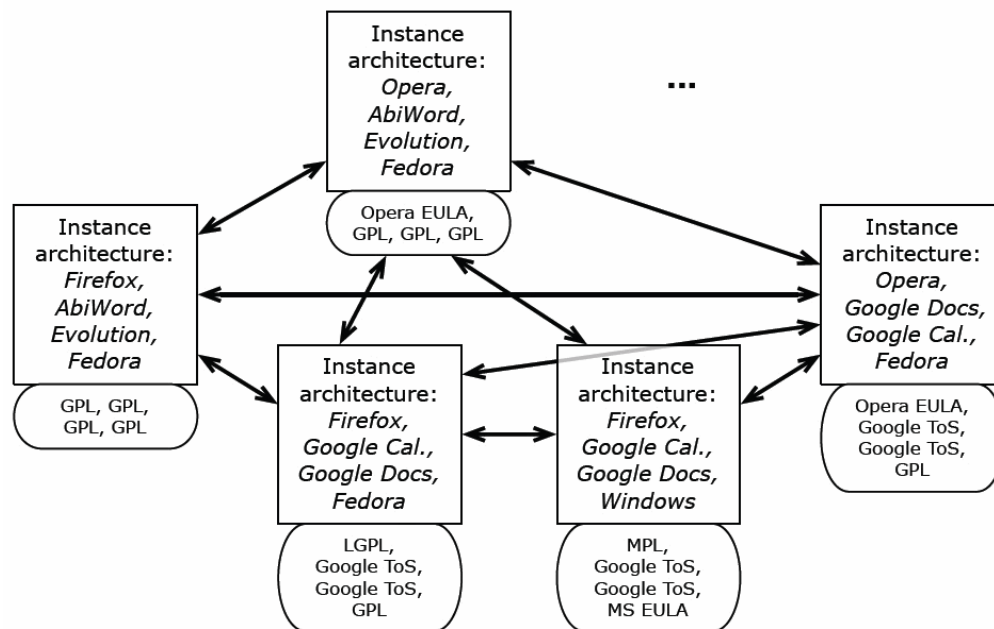 Instance
architecture:
Opera,
AbiWord,
Evolution,
Fedora
...
Opera EULA,
GPL, GPL, GPL
Instance
architecture:
Firefox,
AbiWord,
Evolution,
Fedora
GPL, GPL,
GPL, GPL
Instance
architecture:
Firefox,
Google Cal.,
Google Docs,
Fedora
LGPL,
Google ToS,
Google ToS,
GPL
Instance
architecture:
Firefox,
Google Cal.,
Google Docs,
Windows
MPL,
Google ToS,
Google ToS,
MS EULA
Instance
architecture:
Opera,
Google Docs,
Google Cal.,
Fedora
Opera EULA,
Google ToS,
Google ToS,
GPL